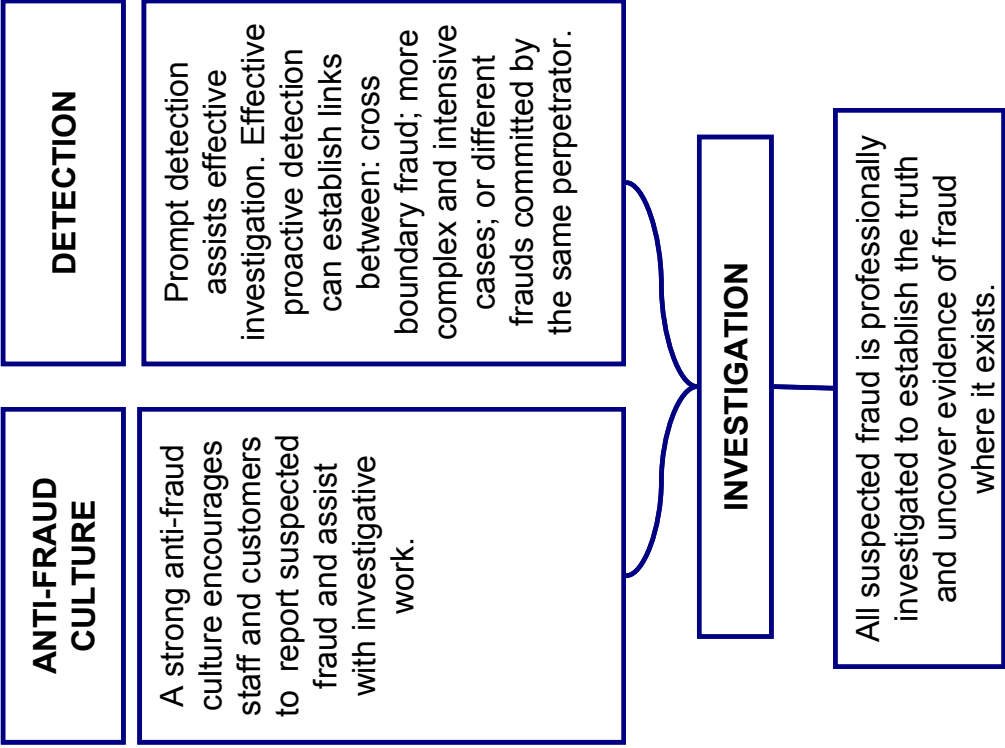 ANTI-FRAUD
CULTURE
A strong anti-fraud
culture encourages
staff and customers
to report suspected
fraud and assist
with investigative
work.
DETECTION
Prompt detection
assists effective
investigation. Effective
proactive detection
can establish links
between: cross
boundary fraud; more
complex and intensive
cases; or different
frauds committed by
the same perpetrator.
INVESTIGATION
All suspected fraud is professionally
investigated to establish the truth
and uncover evidence of fraud
where it exists.